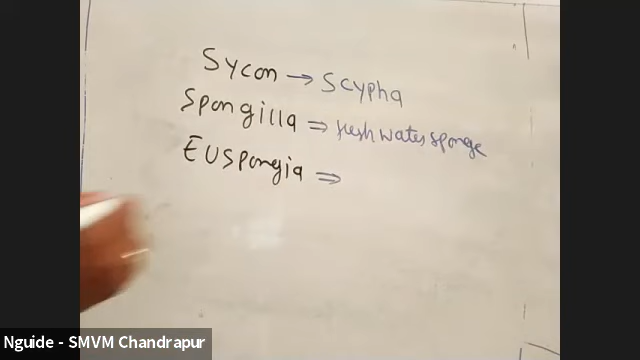 Sycon → Scypha
Spongilla ⇒ fresh water sponge
Euspongia ⇒
Nguide - SMVM Chandrapur